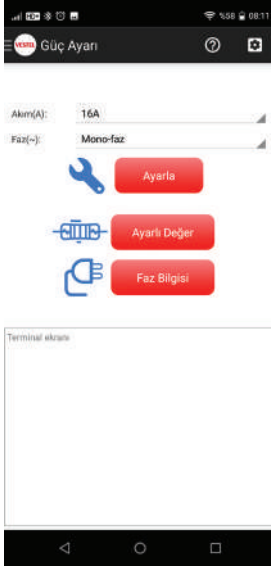 %58 08:11
VESTEL Güç Ayarı
Akım(A): 16A
Faz(~): Mono-faz
Ayarla
Ayarlı Değer
Faz Bilgisi
Terminal ekranı